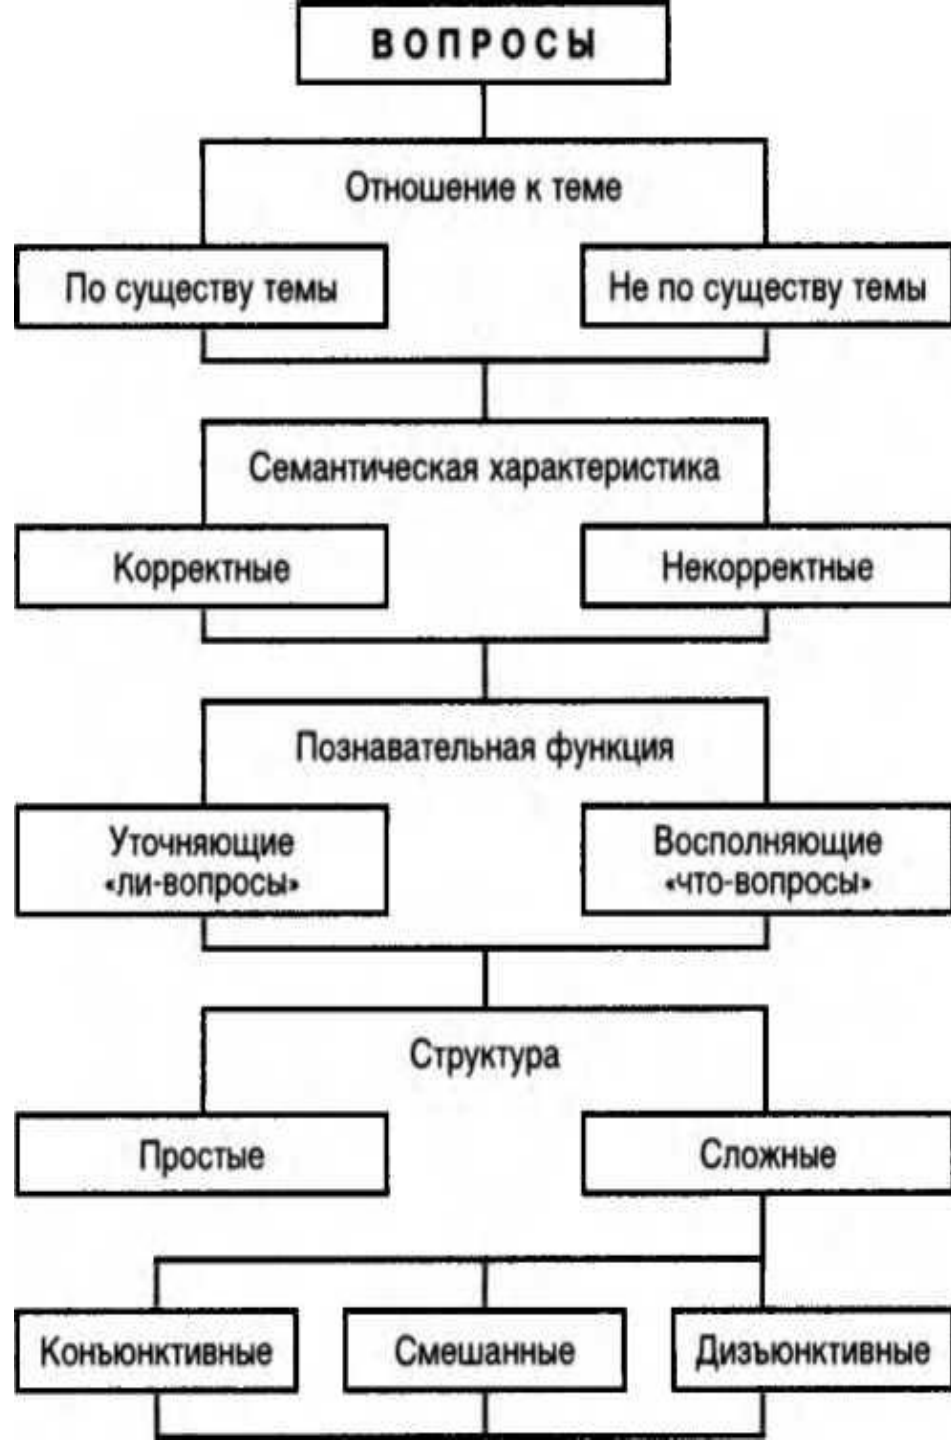 ВОПРОСЫ
Отношение к теме
По существу темы
Не по существу темы
Семантическая характеристика
Корректные
Некорректные
Познавательная функция
Уточняющие
«ли-вопросы»
Восполняющие
«что-вопросы»
Структура
Простые
Сложные
Конъюнктивные
Смешанные
Дизъюнктивные